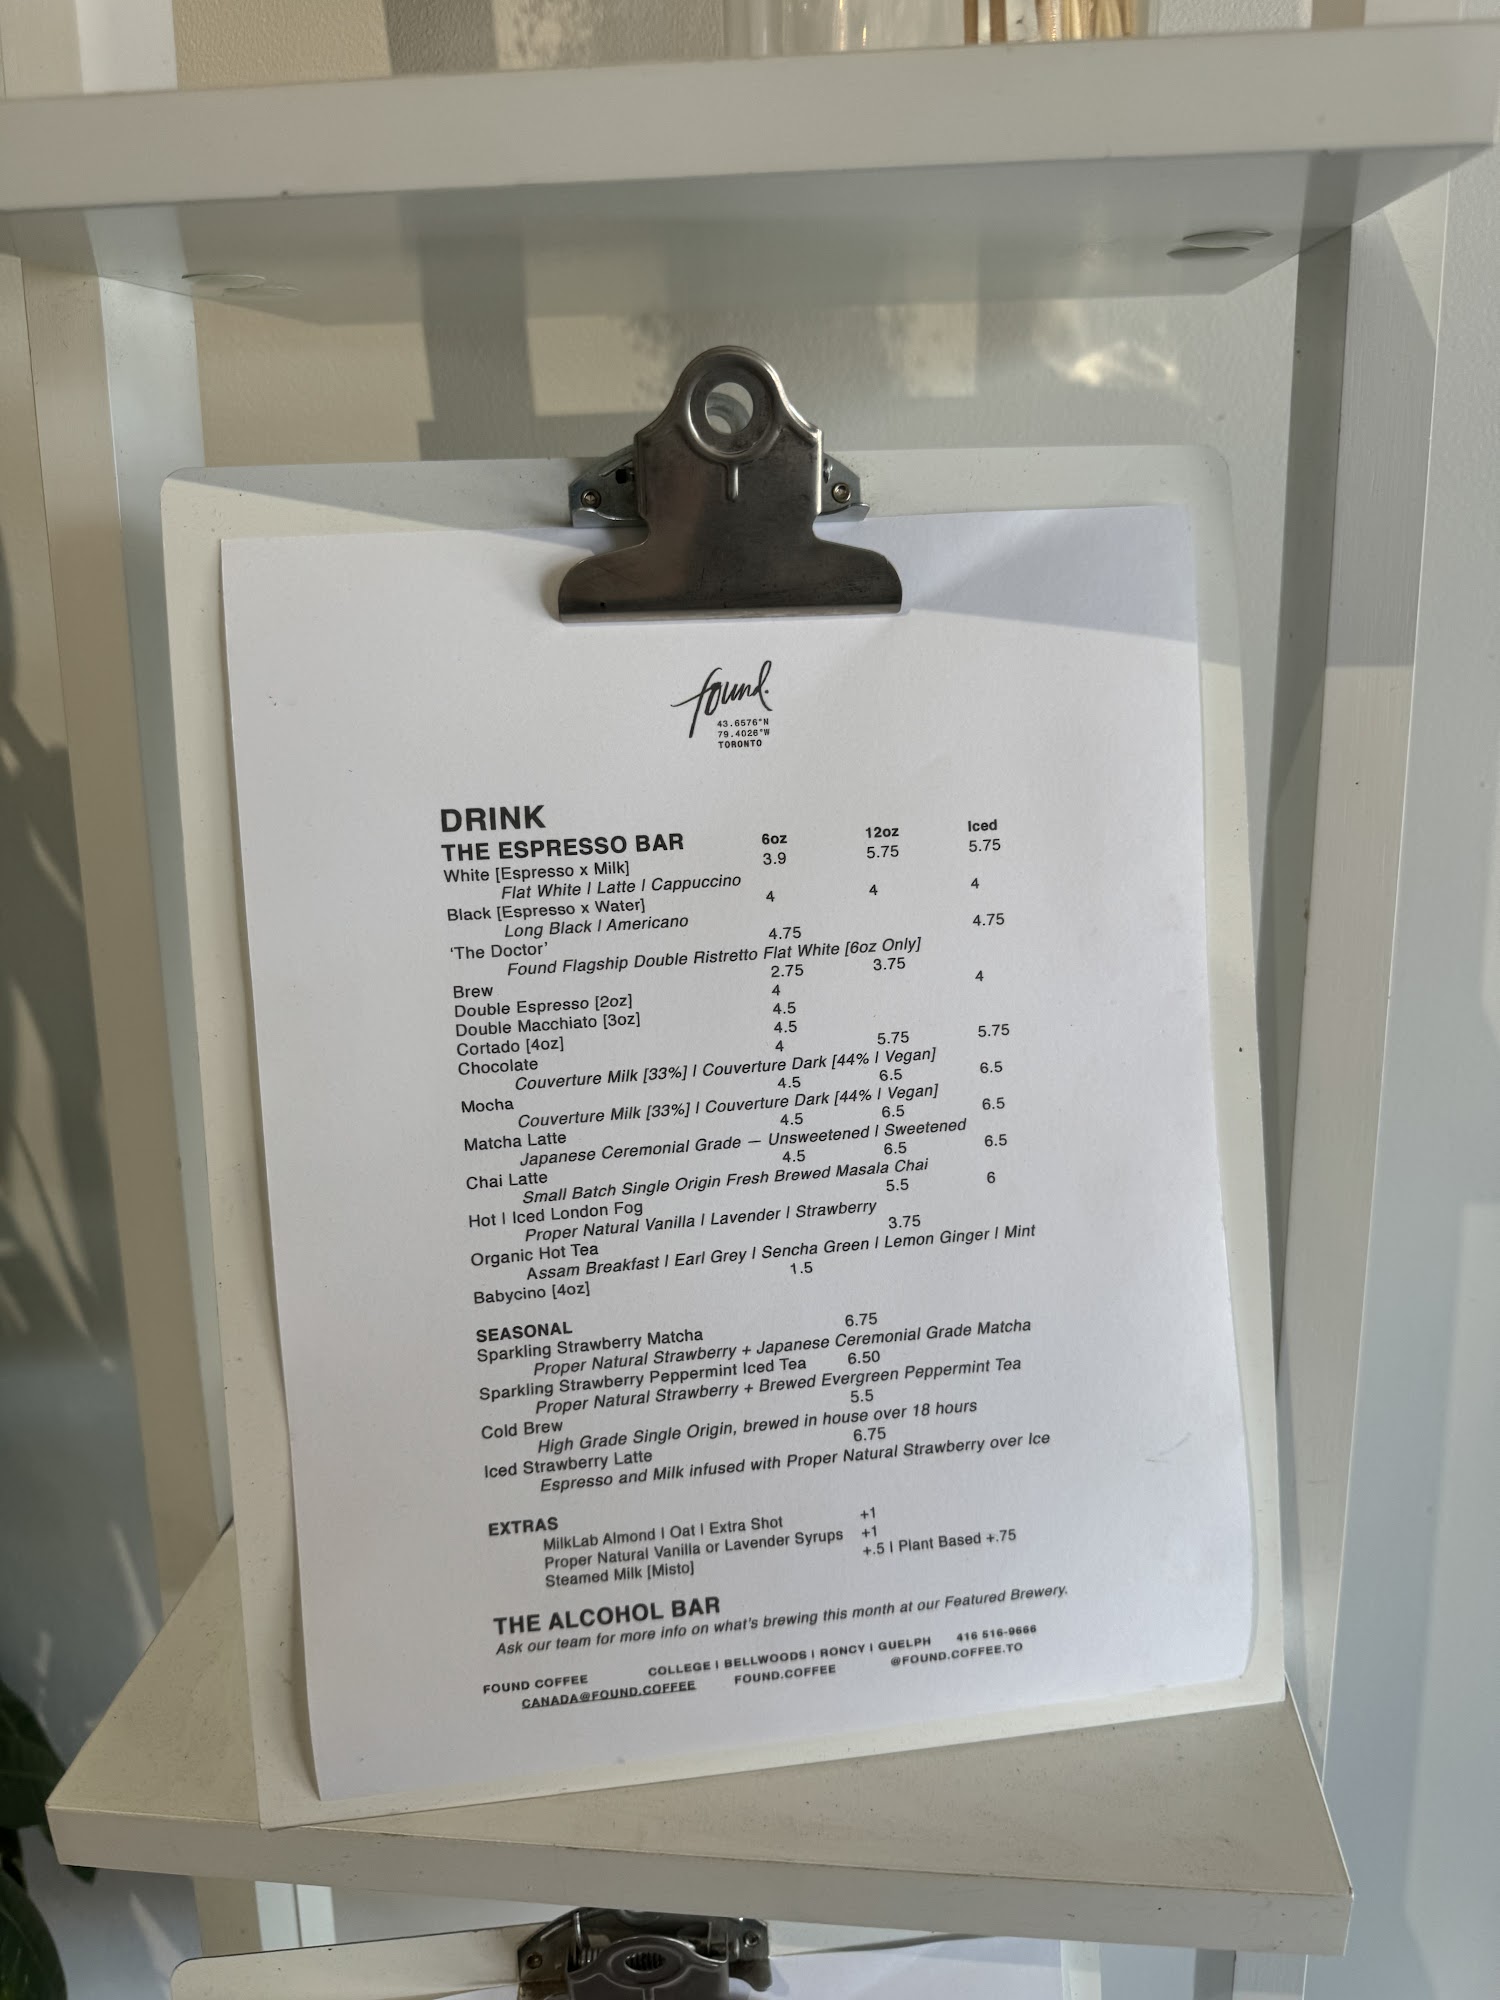 found.
43.6576°N
79.4026°W
TORONTO
DRINK
THE ESPRESSO BAR 6oz 12oz Iced
White [Espresso x Milk] 3.9 5.75 5.75
Flat White | Latte | Cappuccino
Black [Espresso x Water] 4 4 4
Long Black | Americano
‘The Doctor’ 4.75 4.75
Found Flagship Double Ristretto Flat White [6oz Only]
Brew 2.75 3.75
Double Espresso [2oz] 4 4
Double Macchiato [3oz] 4.5
Cortado [4oz] 4.5
Chocolate 4 5.75 5.75
Couverture Milk [33%] | Couverture Dark [44% | Vegan]
Mocha 4.5 6.5 6.5
Couverture Milk [33%] | Couverture Dark [44% | Vegan]
Matcha Latte 4.5 6.5 6.5
Japanese Ceremonial Grade — Unsweetened | Sweetened
Chai Latte 4.5 6.5 6.5
Small Batch Single Origin Fresh Brewed Masala Chai
Hot | Iced London Fog 5.5 6
Proper Natural Vanilla | Lavender | Strawberry
Organic Hot Tea 3.75
Assam Breakfast | Earl Grey | Sencha Green | Lemon Ginger | Mint
Babycino [4oz] 1.5
SEASONAL
Sparkling Strawberry Matcha 6.75
Proper Natural Strawberry + Japanese Ceremonial Grade Matcha
Sparkling Strawberry Peppermint Iced Tea 6.50
Proper Natural Strawberry + Brewed Evergreen Peppermint Tea
Cold Brew 5.5
High Grade Single Origin, brewed in house over 18 hours
Iced Strawberry Latte 6.75
Espresso and Milk infused with Proper Natural Strawberry over Ice
EXTRAS
MilkLab Almond | Oat | Extra Shot +1
Proper Natural Vanilla or Lavender Syrups +1
Steamed Milk [Misto] +.5 | Plant Based +.75
THE ALCOHOL BAR
Ask our team for more info on what's brewing this month at our Featured Brewery.
FOUND COFFEE COLLEGE | BELLWOODS | RONCY | GUELPH 416 516-9666
CANADA@FOUND.COFFEE FOUND.COFFEE @FOUND.COFFEE.TO